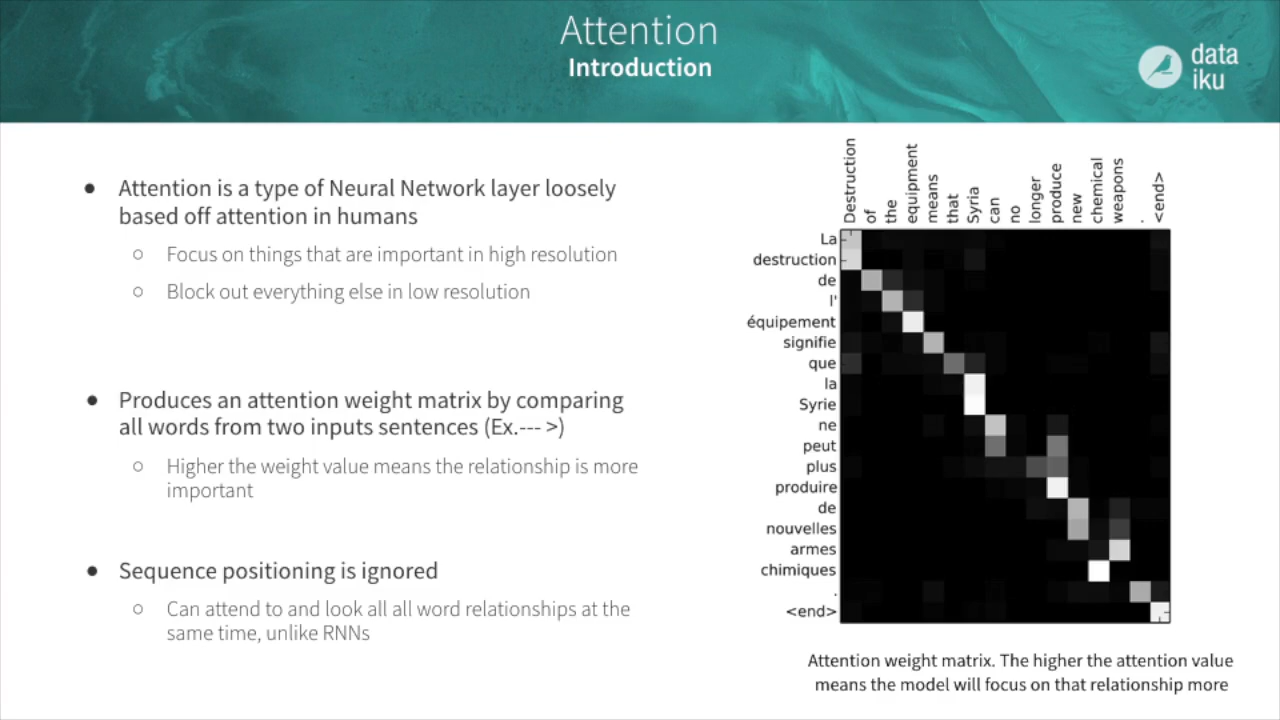 Attention
Introduction
data
iku
● Attention is a type of Neural Network layer loosely
based off attention in humans
○ Focus on things that are important in high resolution
○ Block out everything else in low resolution
● Produces an attention weight matrix by comparing
all words from two inputs sentences (Ex.--- >)
○ Higher the weight value means the relationship is more
important
● Sequence positioning is ignored
○ Can attend to and look all all word relationships at the
same time, unlike RNNs
Destruction
of
the
equipment
means
that
Syria
can
no
longer
produce
new
chemical
weapons
.
<end>
La
destruction
de
l'
équipement
signifie
que
la
Syrie
ne
peut
plus
produire
de
nouvelles
armes
chimiques
.
<end>
Attention weight matrix. The higher the attention value
means the model will focus on that relationship more